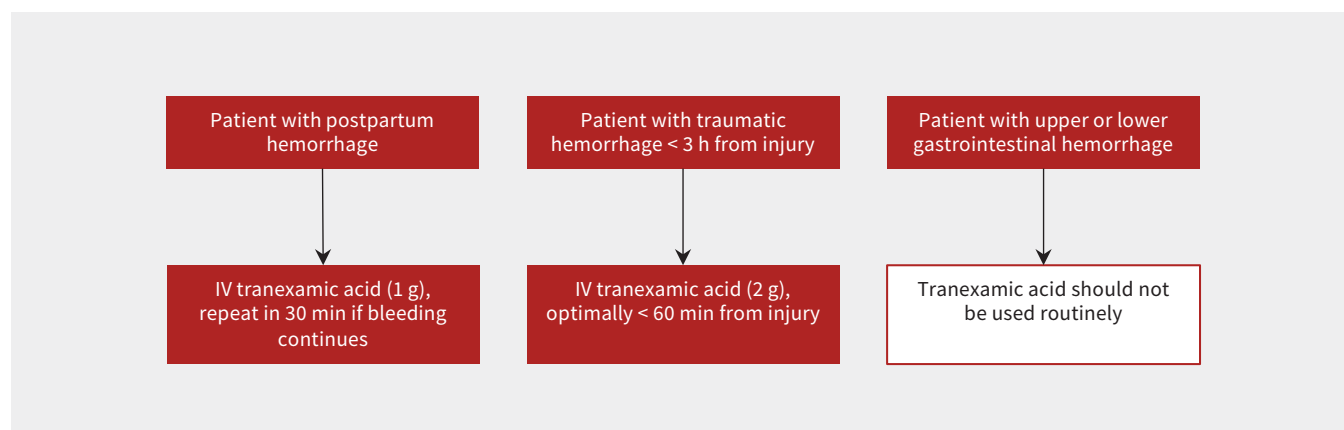 Patient with postpartum
hemorrhage
Patient with traumatic
hemorrhage < 3 h from injury
Patient with upper or lower
gastrointestinal hemorrhage
IV tranexamic acid (1 g),
repeat in 30 min if bleeding
continues
IV tranexamic acid (2 g),
optimally < 60 min from injury
Tranexamic acid should not
be used routinely